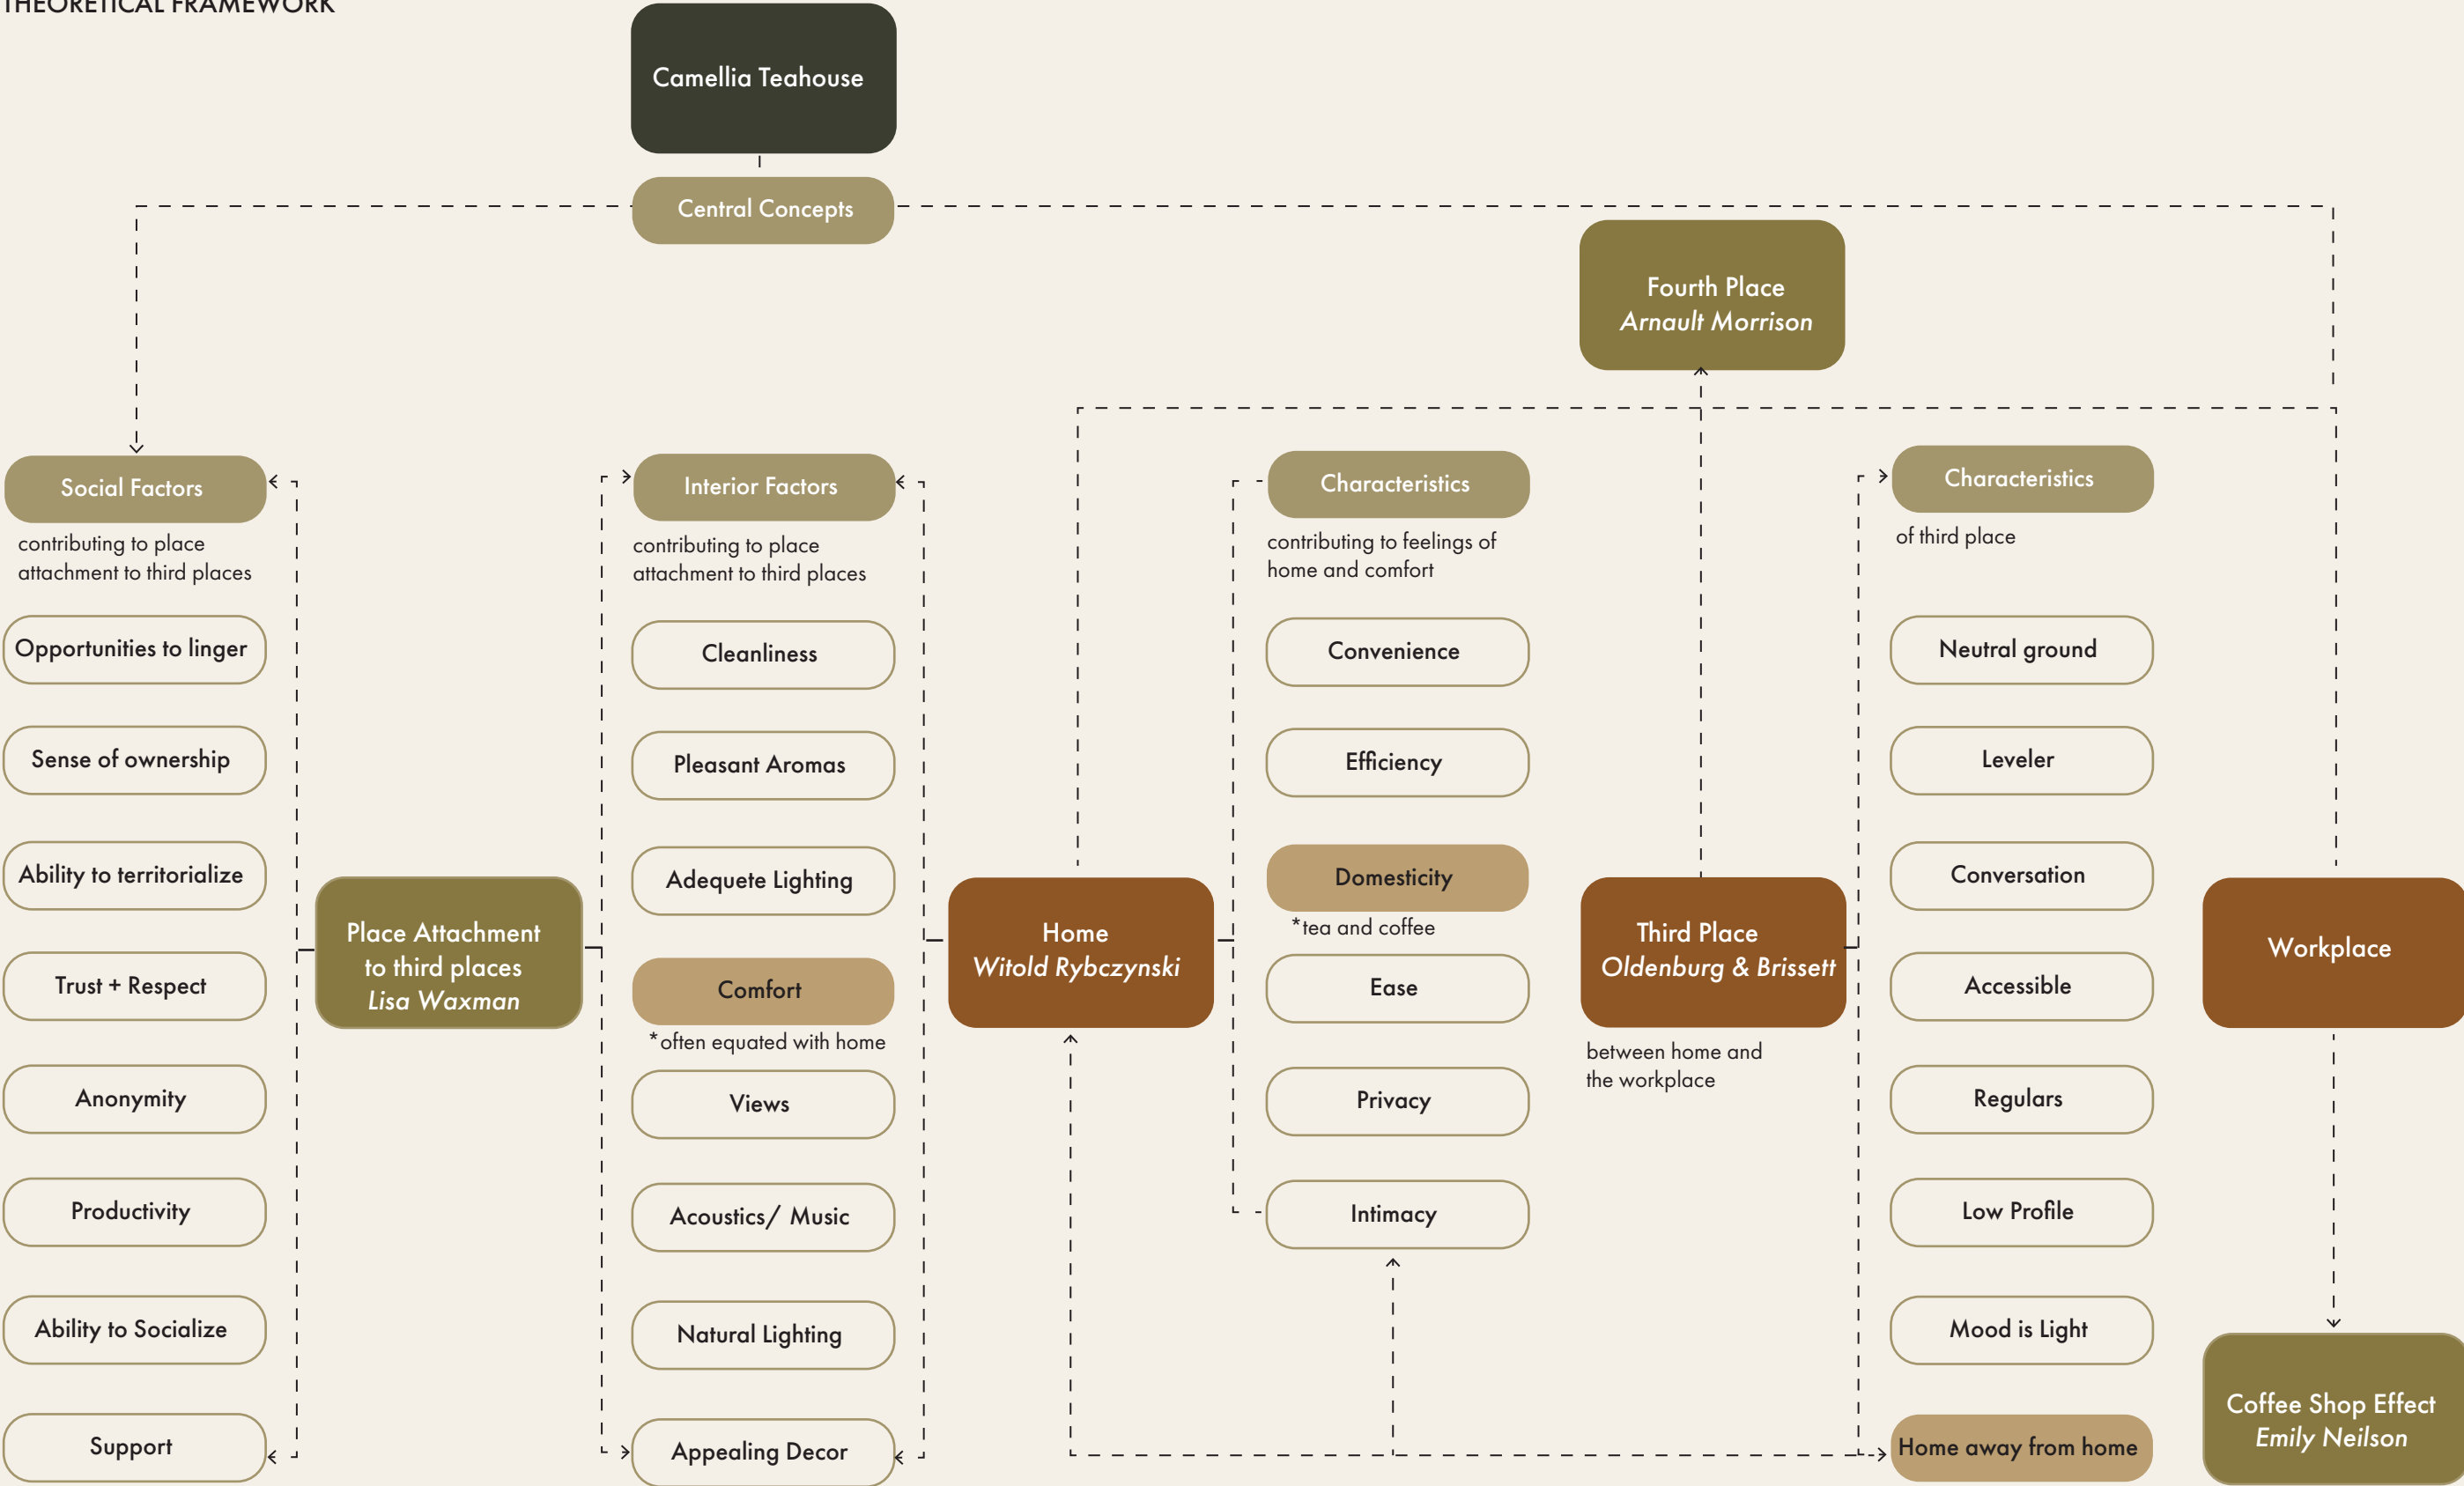 THEORETICAL FRAMEWORK
Camellia Teahouse
Central Concepts
Fourth Place
Arnault Morrison
Social Factors
contributing to place
attachment to third places
Opportunities to linger
Sense of ownership
Ability to territorialize
Trust + Respect
Anonymity
Productivity
Ability to Socialize
Support
Place Attachment
to third places
Lisa Waxman
Interior Factors
contributing to place
attachment to third places
Cleanliness
Pleasant Aromas
Adequete Lighting
Comfort
*often equated with home
Views
Acoustics/ Music
Natural Lighting
Appealing Decor
Home
Witold Rybczynski
Characteristics
contributing to feelings of
home and comfort
Convenience
Efficiency
Domesticity
*tea and coffee
Ease
Privacy
Intimacy
Third Place
Oldenburg & Brissett
between home and
the workplace
Characteristics
of third place
Neutral ground
Leveler
Conversation
Accessible
Regulars
Low Profile
Mood is Light
Home away from home
Workplace
Coffee Shop Effect
Emily Neilson